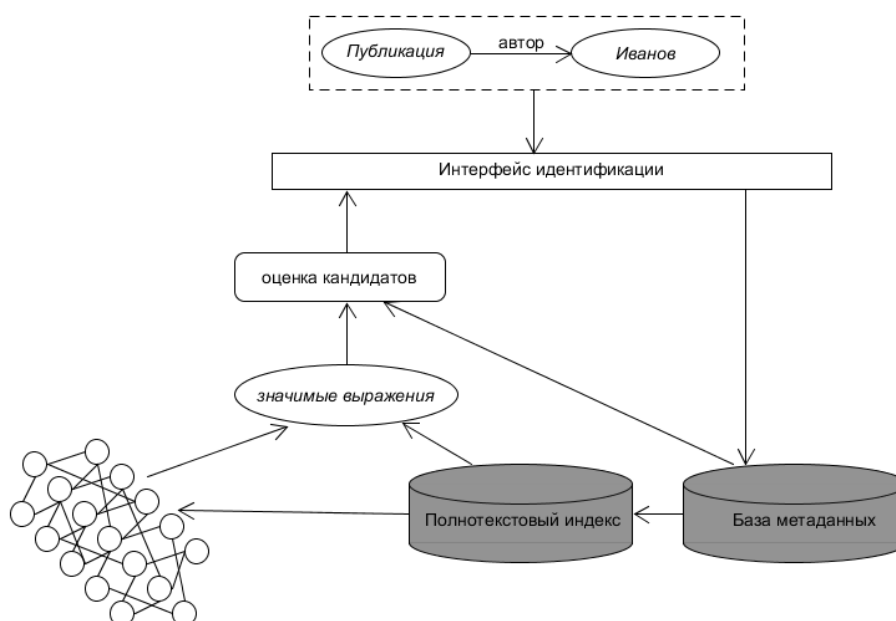 Публикация
автор
Иванов
Интерфейс идентификации
оценка кандидатов
значимые выражения
Полнотекстовый индекс
База метаданных